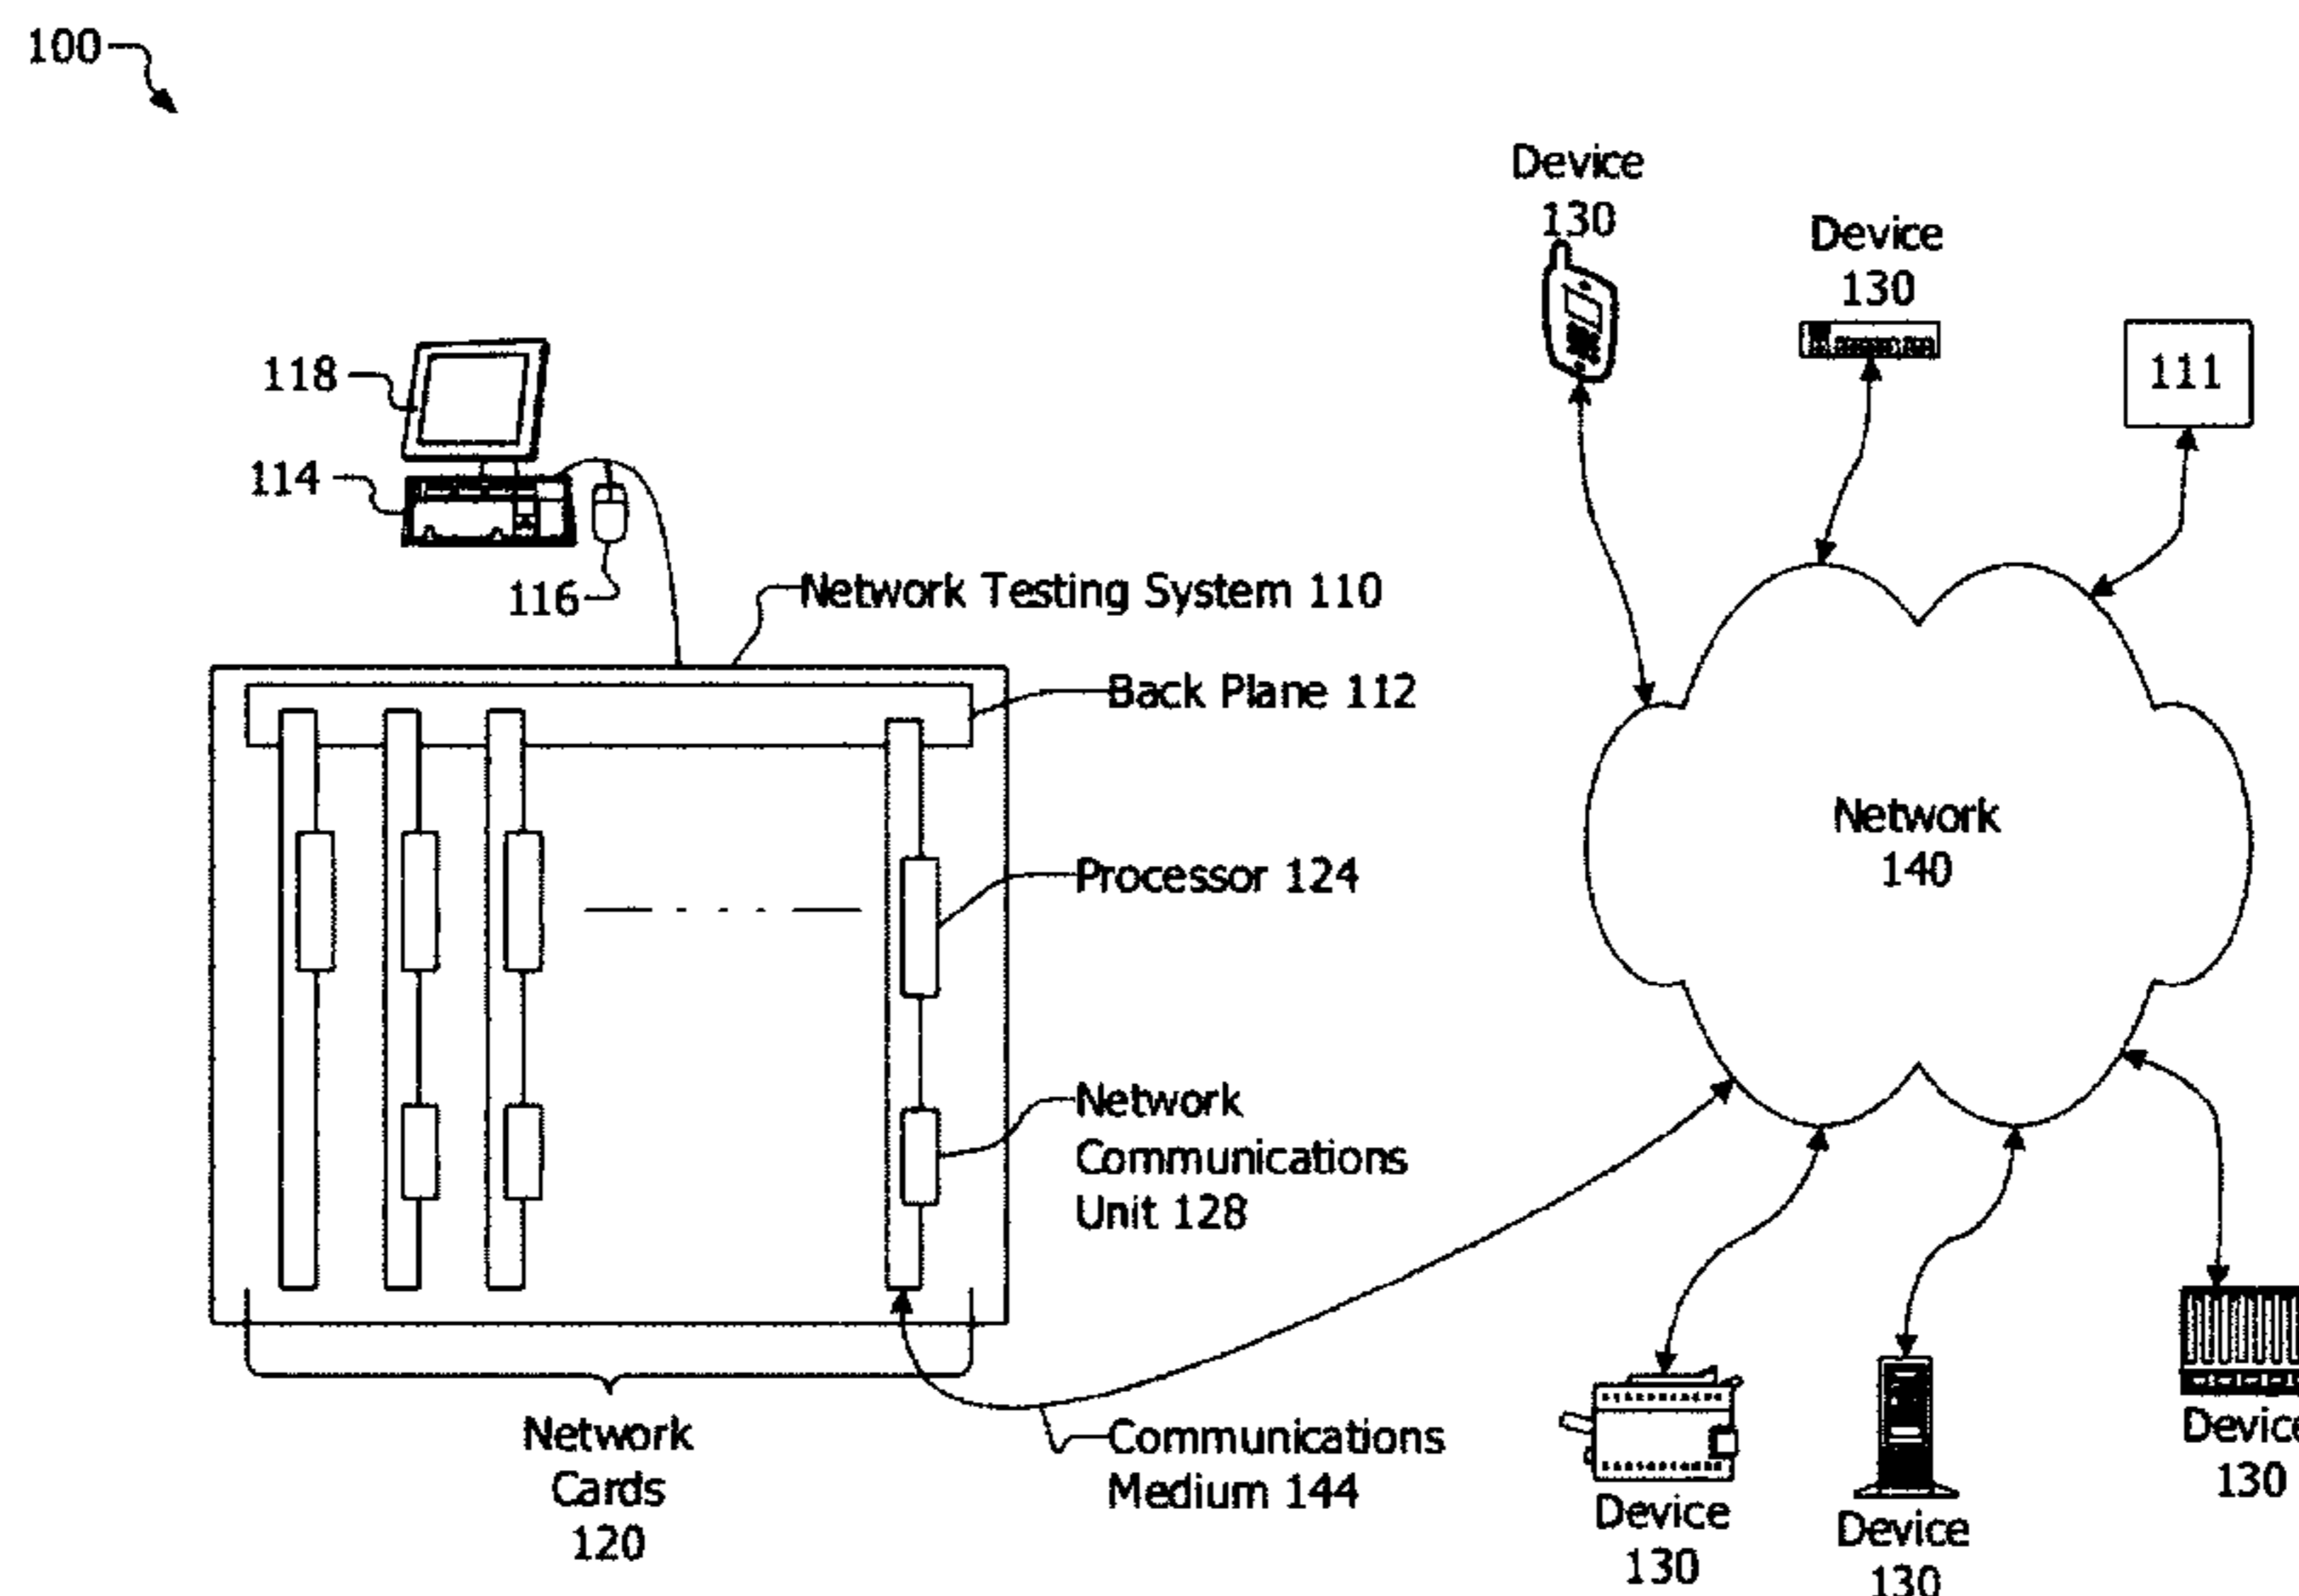 100
Device
130
Device
130
111
118
114
116
Network Testing System 110
Back Plane 112
Processor 124
Network
140
Network
Communications
Unit 128
Communications
Medium 144
Network
Cards
120
Device
130
Device
130
Device
130